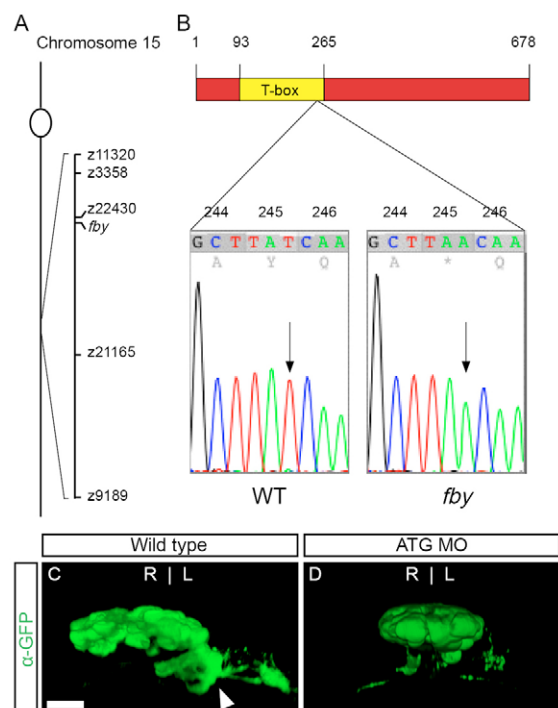 A
Chromosome 15
z11320
z3358
z22430
fby
z21165
z9189
B
1 93 265 678
T-box
244 245 246
G C T T A T C A A
A Y Q
WT
244 245 246
G C T T A A C A A
A * Q
fby
Wild type
ATG MO
α-GFP
C
R | L
D
R | L